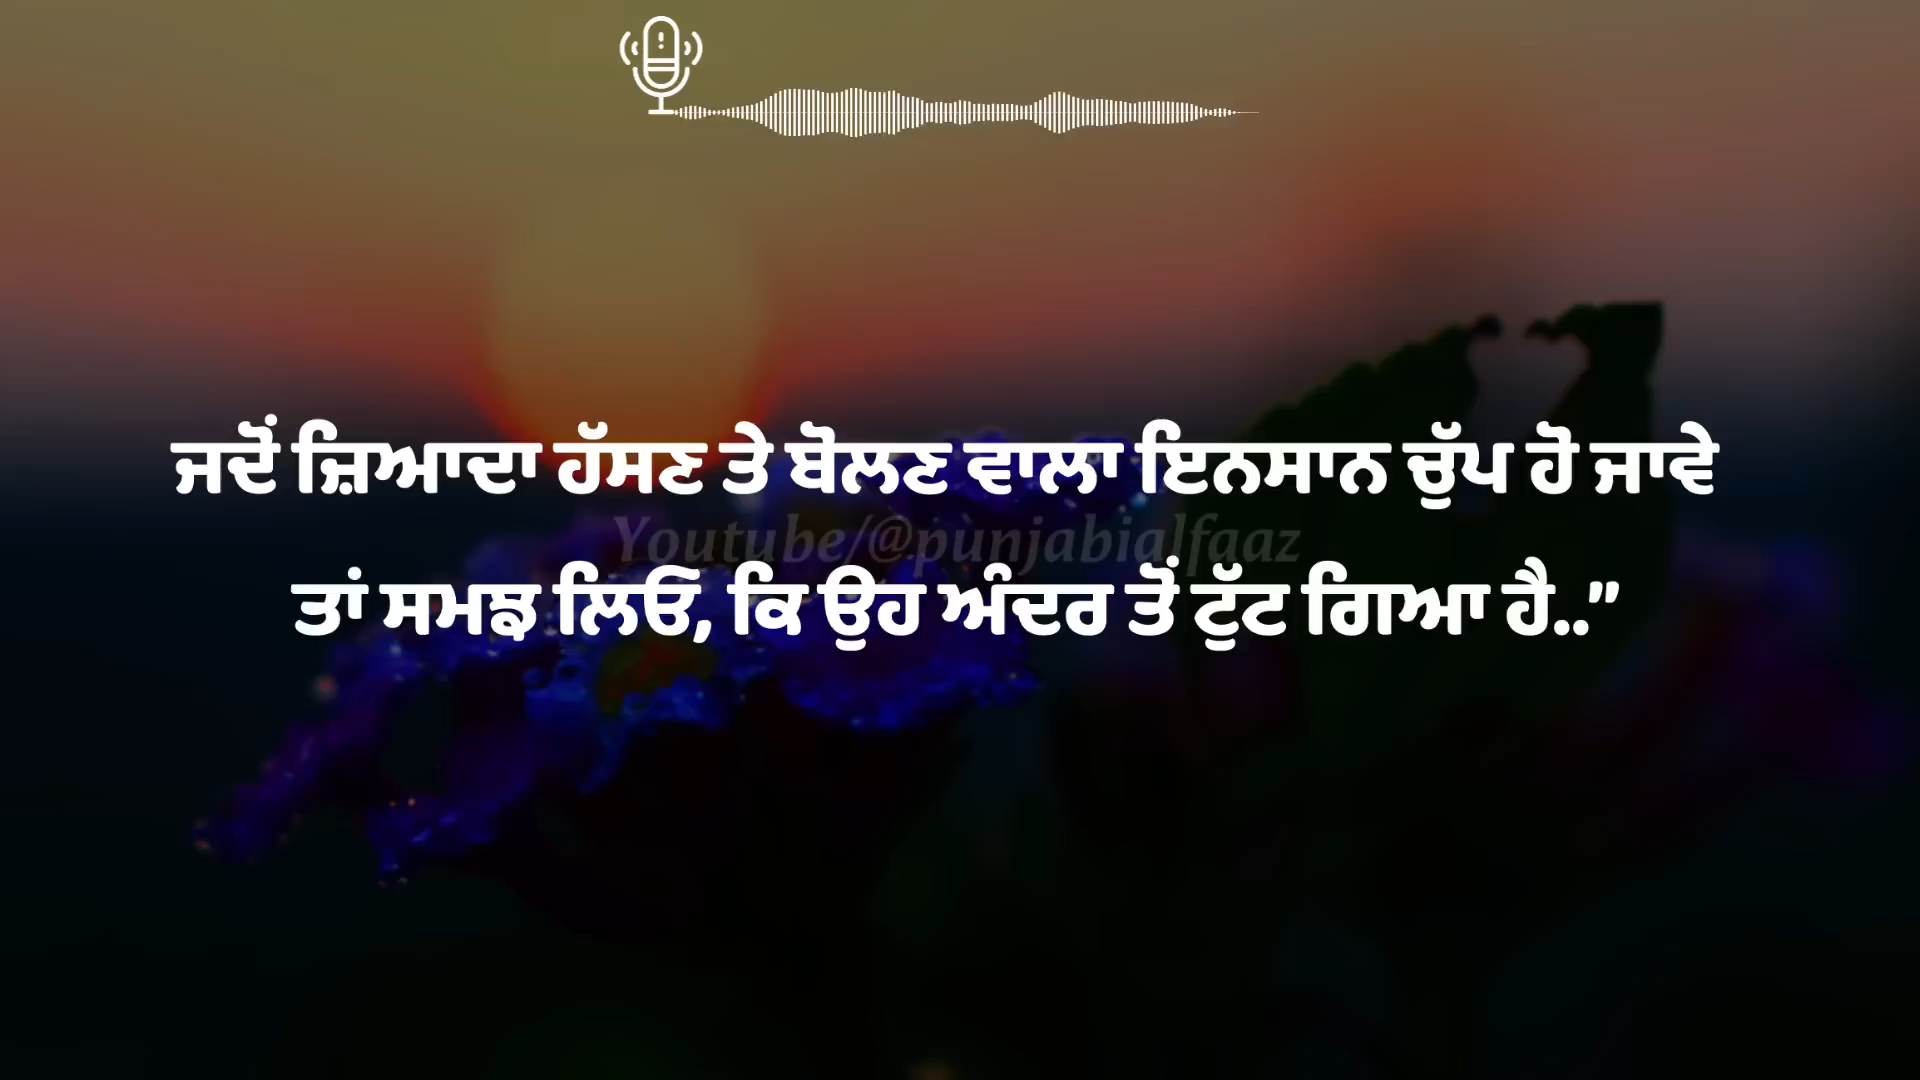 ਜਦੋਂ ਜ਼ਿਆਦਾ ਹੱਸਣ ਤੇ ਬੋਲਣ ਵਾਲਾ ਇਨਸਾਨ ਚੁੱਪ ਹੋ ਜਾਵੇ
Youtube/@punjabialfaaz
ਤਾਂ ਸਮਝ ਲਿਓ, ਕਿ ਉਹ ਅੰਦਰ ਤੋਂ ਟੁੱਟ ਗਿਆ ਹੈ.."